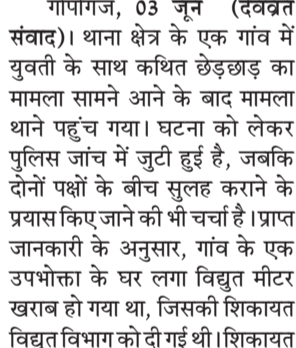 गोपीगंज, 03 जून (देवव्रत
संवाद)। थाना क्षेत्र के एक गांव में
युवती के साथ कथित छेड़छाड़ का
मामला सामने आने के बाद मामला
थाने पहुंच गया। घटना को लेकर
पुलिस जांच में जुटी हुई है, जबकि
दोनों पक्षों के बीच सुलह कराने के
प्रयास किए जाने की भी चर्चा है। प्राप्त
जानकारी के अनुसार, गांव के एक
उपभोक्ता के घर लगा विद्युत मीटर
खराब हो गया था, जिसकी शिकायत
विद्युत विभाग को दी गई थी। शिकायत